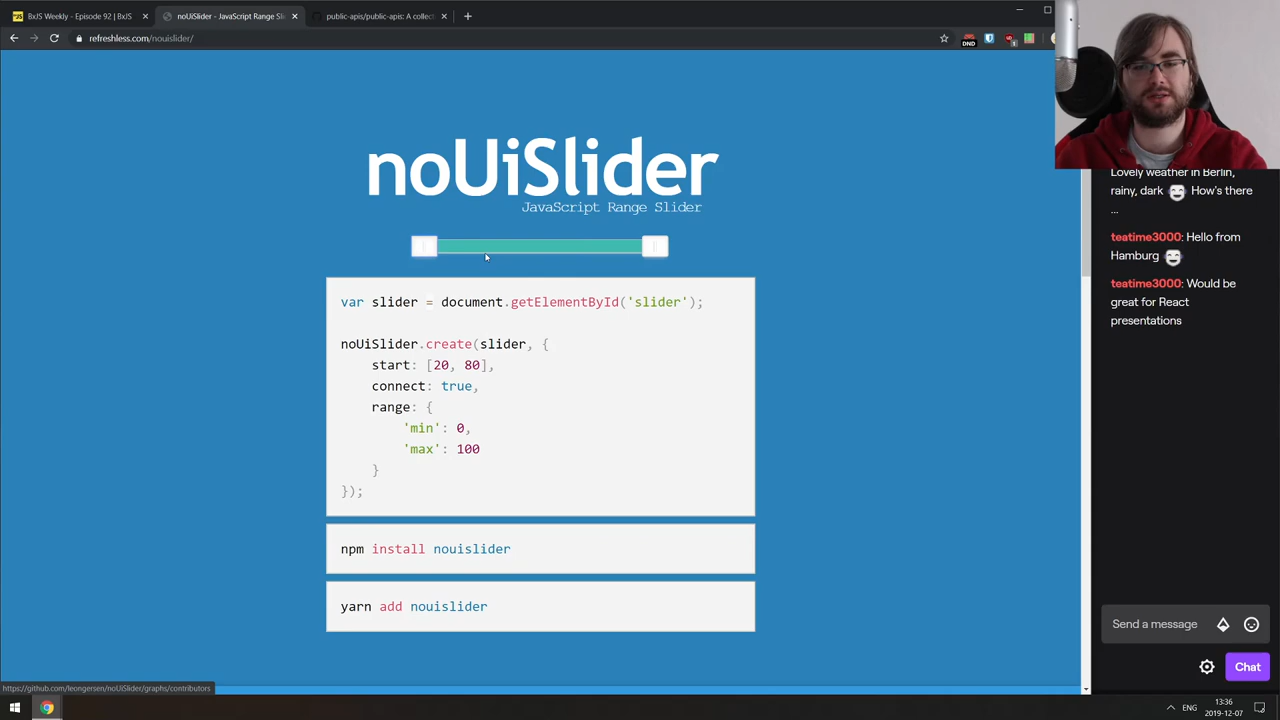 BxJS Weekly - Episode 92 | BxJS
noUiSlider - JavaScript Range Sli
public-apis/public-apis: A collect
refreshless.com/nouislider/
DND
1
noUiSlider
JavaScript Range Slider
var slider = document.getElementById('slider');
noUiSlider.create(slider, {
start: [20, 80],
connect: true,
range: {
'min': 0,
'max': 100
}
});
npm install nouislider
yarn add nouislider
https://github.com/leongersen/noUiSlider/graphs/contributors
Lovely weather in Berlin,
rainy, dark How's there
...
teatime3000: Hello from
Hamburg
teatime3000: Would be
great for React
presentations
Send a message
Chat
ENG
13:36
2019-12-07